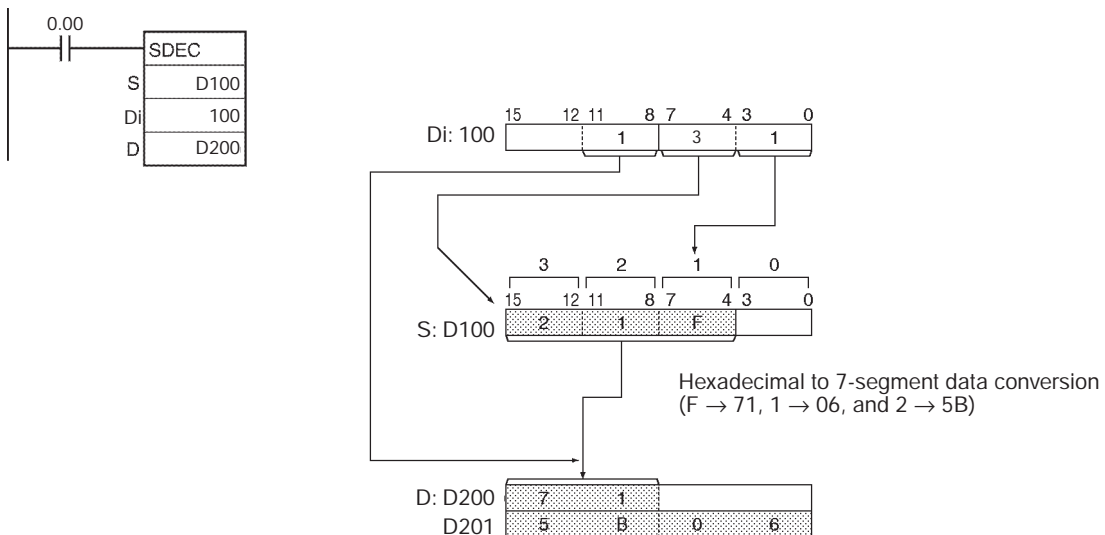 0.00
SDEC
S D100
Di 100
D D200
15 12 11 8 7 4 3 0
Di: 100 1 3 1
3 2 1 0
15 12 11 8 7 4 3 0
S: D100 2 1 F
Hexadecimal to 7-segment data conversion
(F → 71, 1 → 06, and 2 → 5B)
D: D200 7 1
D201 5 B 0 6